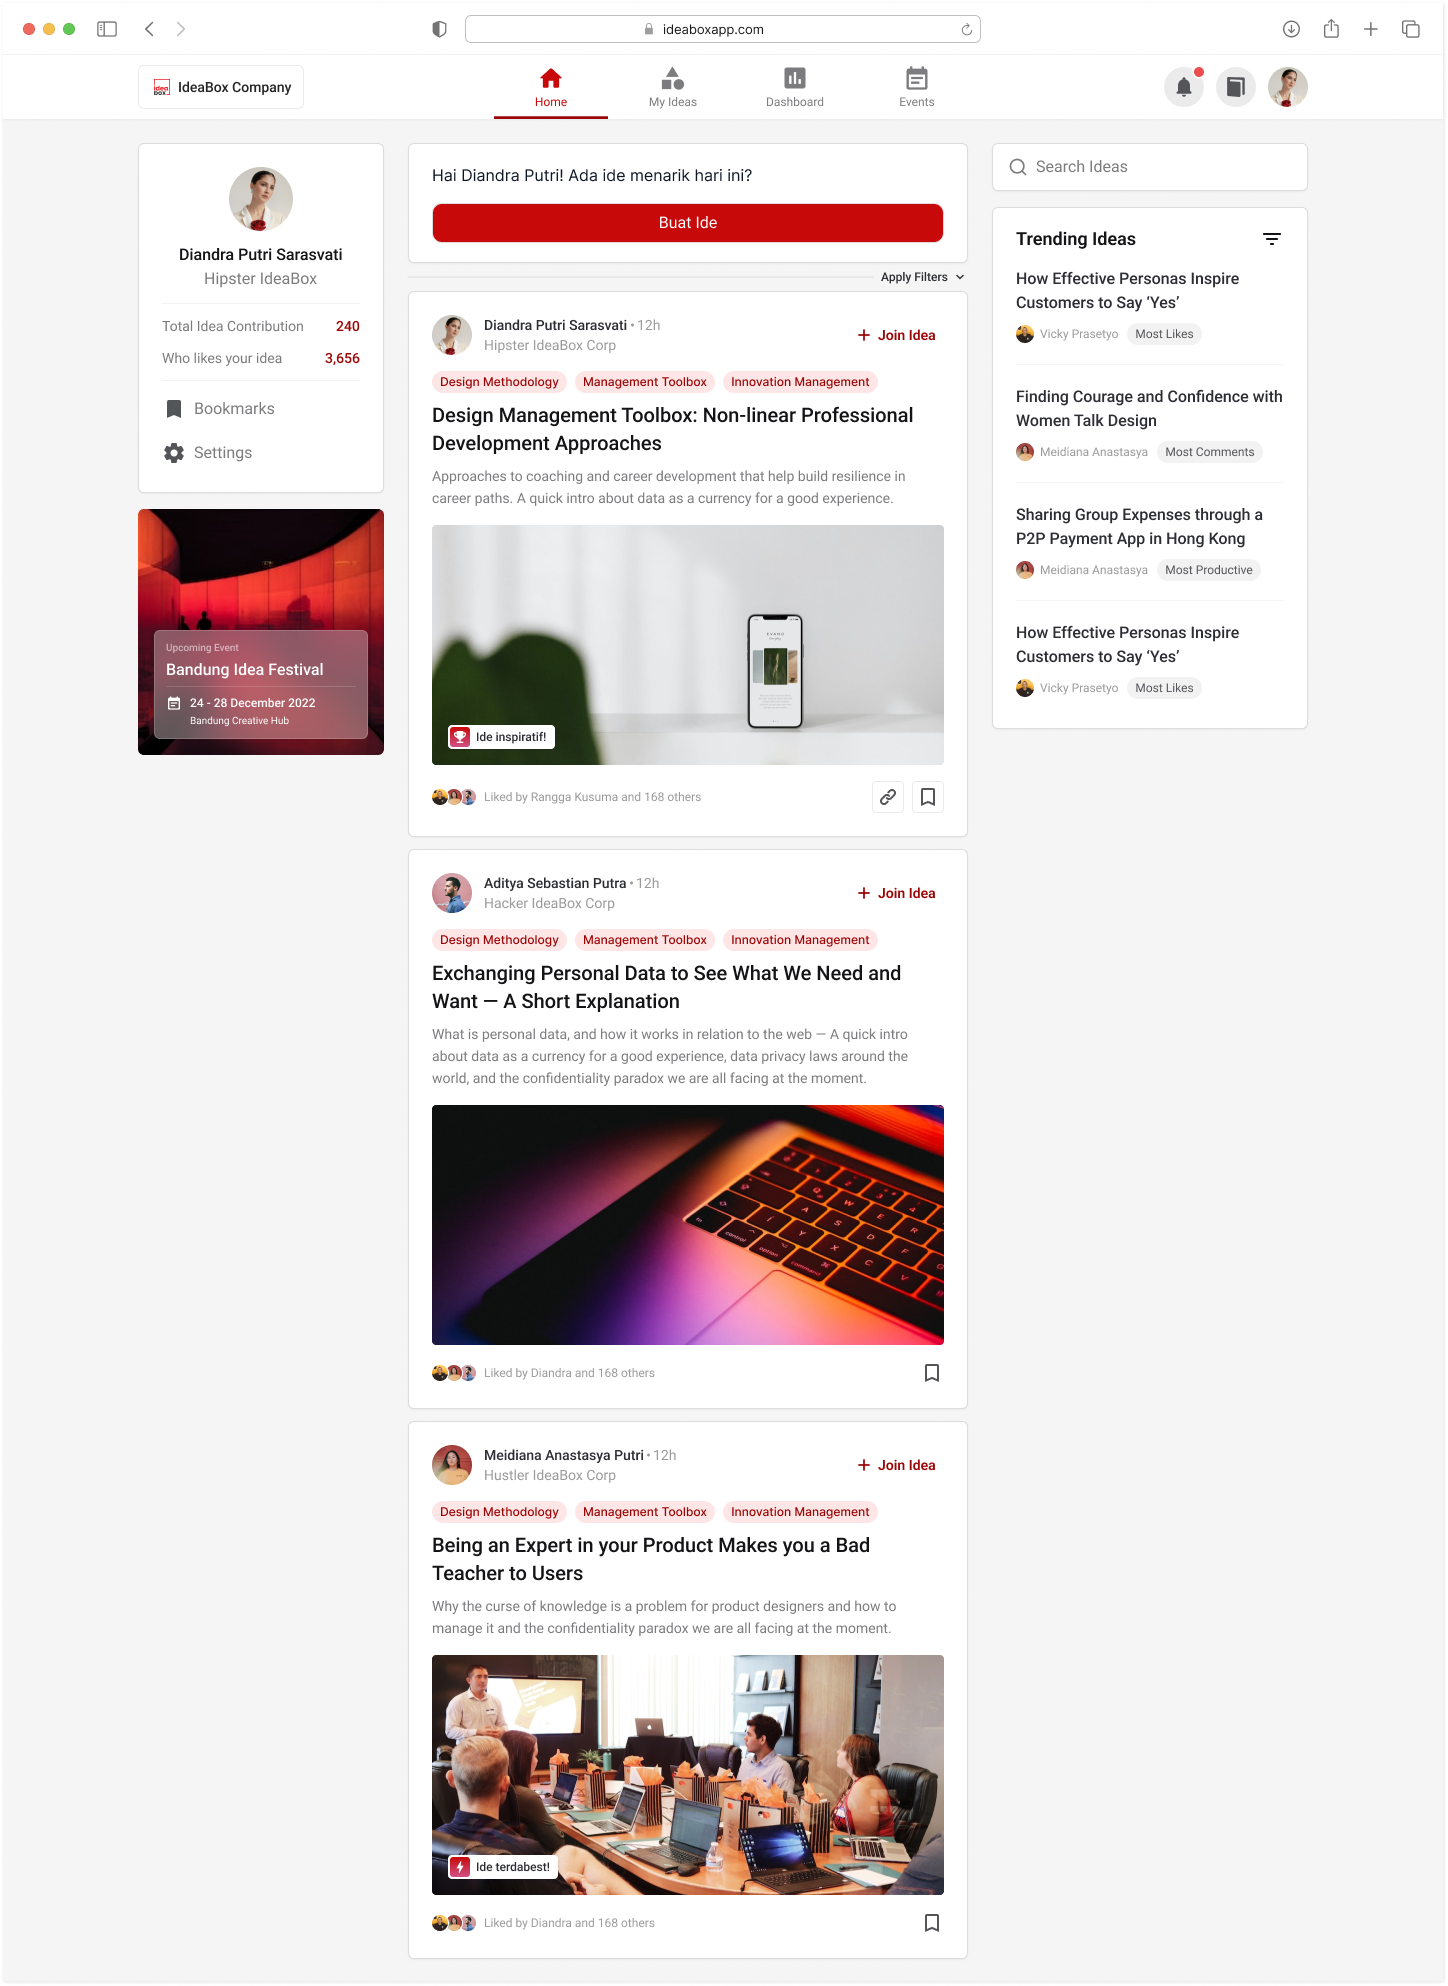 ideaboxapp.com
idea
box
IdeaBox Company
Home
My Ideas
Dashboard
Events
Diandra Putri Sarasvati
Hipster IdeaBox
Total Idea Contribution 240
Who likes your idea 3,656
Bookmarks
Settings
Upcoming Event
Bandung Idea Festival
24 - 28 December 2022
Bandung Creative Hub
Hai Diandra Putri! Ada ide menarik hari ini?
Buat Ide
Apply Filters
Diandra Putri Sarasvati • 12h
Hipster IdeaBox Corp
+ Join Idea
Design Methodology Management Toolbox Innovation Management
Design Management Toolbox: Non-linear Professional
Development Approaches
Approaches to coaching and career development that help build resilience in
career paths. A quick intro about data as a currency for a good experience.
Ide inspiratif!
Liked by Rangga Kusuma and 168 others
Aditya Sebastian Putra • 12h
Hacker IdeaBox Corp
+ Join Idea
Design Methodology Management Toolbox Innovation Management
Exchanging Personal Data to See What We Need and
Want — A Short Explanation
What is personal data, and how it works in relation to the web — A quick intro
about data as a currency for a good experience, data privacy laws around the
world, and the confidentiality paradox we are all facing at the moment.
control
option
command
Liked by Diandra and 168 others
Meidiana Anastasya Putri • 12h
Hustler IdeaBox Corp
+ Join Idea
Design Methodology Management Toolbox Innovation Management
Being an Expert in your Product Makes you a Bad
Teacher to Users
Why the curse of knowledge is a problem for product designers and how to
manage it and the confidentiality paradox we are all facing at the moment.
Ide terdabest!
Liked by Diandra and 168 others
Search Ideas
Trending Ideas
How Effective Personas Inspire
Customers to Say ‘Yes’
Vicky Prasetyo Most Likes
Finding Courage and Confidence with
Women Talk Design
Meidiana Anastasya Most Comments
Sharing Group Expenses through a
P2P Payment App in Hong Kong
Meidiana Anastasya Most Productive
How Effective Personas Inspire
Customers to Say ‘Yes’
Vicky Prasetyo Most Likes